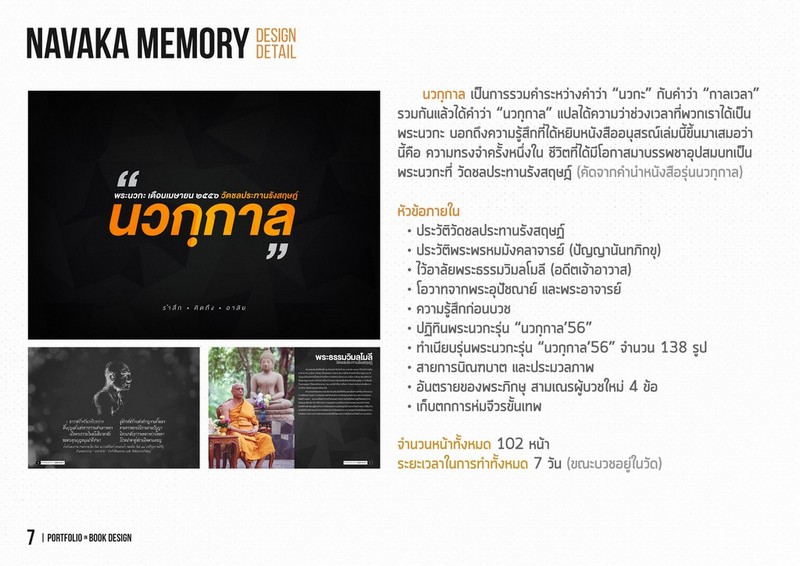 NAVAKA MEMORY DESIGN DETAIL
“
พระนวกะ เดือนเมษายน ๒๕๕๖ วัดชลประทานรังสฤษฎ์
นวกฺกาล
”
รำลึก • คิดถึง • อาลัย
พระธรรมวิมลโมลี
นวกฺกาล เป็นการรวมคำระหว่างคำว่า “นวกะ” กับคำว่า “กาลเวลา”
รวมกันแล้วได้คำว่า “นวกฺกาล” แปลได้ความว่าช่วงเวลาที่พวกเราได้เป็น
พระนวกะ บอกถึงความรู้สึกที่ได้หยิบหนังสืออนุสรณ์เล่มนี้ขึ้นมาเสมอว่า
นี้คือ ความทรงจำครั้งหนึ่งใน ชีวิตที่ได้มีโอกาสมาบรรพชาอุปสมบทเป็น
พระนวกะที่ วัดชลประทานรังสฤษฎ์ (คัดจากคำนำหนังสือรุ่นนวกฺกาล)
หัวข้อภายใน
• ประวัติวัดชลประทานรังสฤษฏ์
• ประวัติพระพรหมมังคลาจารย์ (ปัญญานันทภิกขุ)
• ไว้อาลัยพระธรรมวิมลโมลี (อดีตเจ้าอาวาส)
• โอวาทจากพระอุปัชฌาย์ และพระอาจารย์
• ความรู้สึกก่อนบวช
• ปฏิทินพระนวกะรุ่น “นวกฺกาล’56”
• ทำเนียบรุ่นพระนวกะรุ่น “นวกฺกาล’56” จำนวน 138 รูป
• สายการบิณฑบาต และประมวลภาพ
• อันตรายของพระภิกษุ สามเณรผู้บวชใหม่ 4 ข้อ
• เก็บตกการห่มจีวรขั้นเทพ
จำนวนหน้าทั้งหมด 102 หน้า
ระยะเวลาในการทำทั้งหมด 7 วัน (ขณะบวชอยู่ในวัด)
7 | PORTFOLIO IN BOOK DESIGN